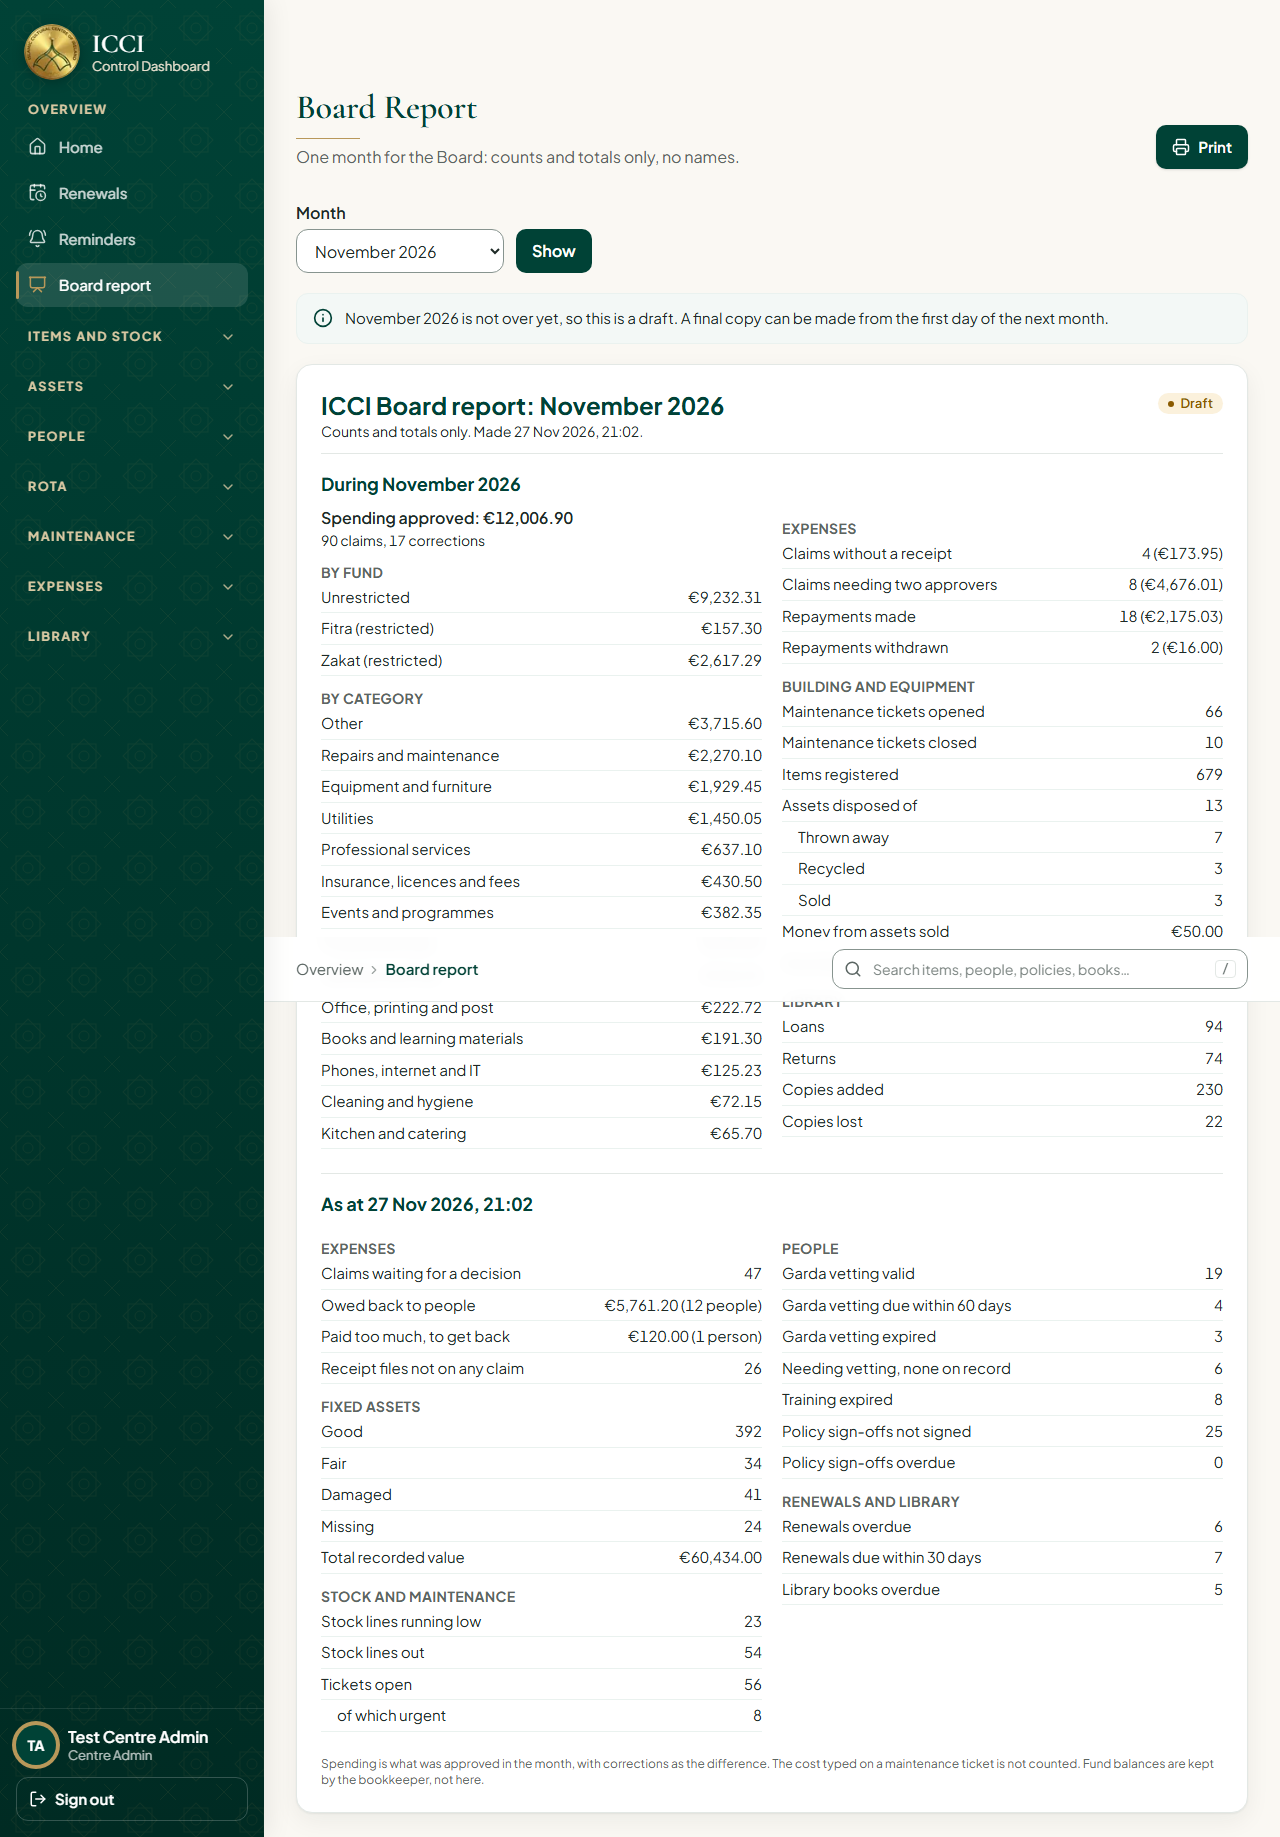 ICCI
Control Dashboard
OVERVIEW
Home
Renewals
Reminders
Board report
ITEMS AND STOCK
ASSETS
PEOPLE
ROTA
MAINTENANCE
EXPENSES
LIBRARY
TA
Test Centre Admin
Centre Admin
Sign out
Board Report
One month for the Board: counts and totals only, no names.
Print
Month
November 2026
Show
November 2026 is not over yet, so this is a draft. A final copy can be made from the first day of the next month.
ICCI Board report: November 2026
Draft
Counts and totals only. Made 27 Nov 2026, 21:02.
During November 2026
Spending approved: €12,006.90
90 claims, 17 corrections
BY FUND
Unrestricted €9,232.31
Fitra (restricted) €157.30
Zakat (restricted) €2,617.29
BY CATEGORY
Other €3,715.60
Repairs and maintenance €2,270.10
Equipment and furniture €1,929.45
Utilities €1,450.05
Professional services €637.10
Insurance, licences and fees €430.50
Events and programmes €382.35
EXPENSES
Claims without a receipt 4 (€173.95)
Claims needing two approvers 8 (€4,676.01)
Repayments made 18 (€2,175.03)
Repayments withdrawn 2 (€16.00)
BUILDING AND EQUIPMENT
Maintenance tickets opened 66
Maintenance tickets closed 10
Items registered 679
Assets disposed of 13
Thrown away 7
Recycled 3
Sold 3
Money from assets sold €50.00
Overview > Board report
Search items, people, policies, books... /
Office, printing and post €222.72
Books and learning materials €191.30
Phones, internet and IT €125.23
Cleaning and hygiene €72.15
Kitchen and catering €65.70
LIBRARY
Loans 94
Returns 74
Copies added 230
Copies lost 22
As at 27 Nov 2026, 21:02
EXPENSES
Claims waiting for a decision 47
Owed back to people €5,761.20 (12 people)
Paid too much, to get back €120.00 (1 person)
Receipt files not on any claim 26
FIXED ASSETS
Good 392
Fair 34
Damaged 41
Missing 24
Total recorded value €60,434.00
STOCK AND MAINTENANCE
Stock lines running low 23
Stock lines out 54
Tickets open 56
of which urgent 8
PEOPLE
Garda vetting valid 19
Garda vetting due within 60 days 4
Garda vetting expired 3
Needing vetting, none on record 6
Training expired 8
Policy sign-offs not signed 25
Policy sign-offs overdue 0
RENEWALS AND LIBRARY
Renewals overdue 6
Renewals due within 30 days 7
Library books overdue 5
Spending is what was approved in the month, with corrections as the difference. The cost typed on a maintenance ticket is not counted. Fund balances are kept
by the bookkeeper, not here.